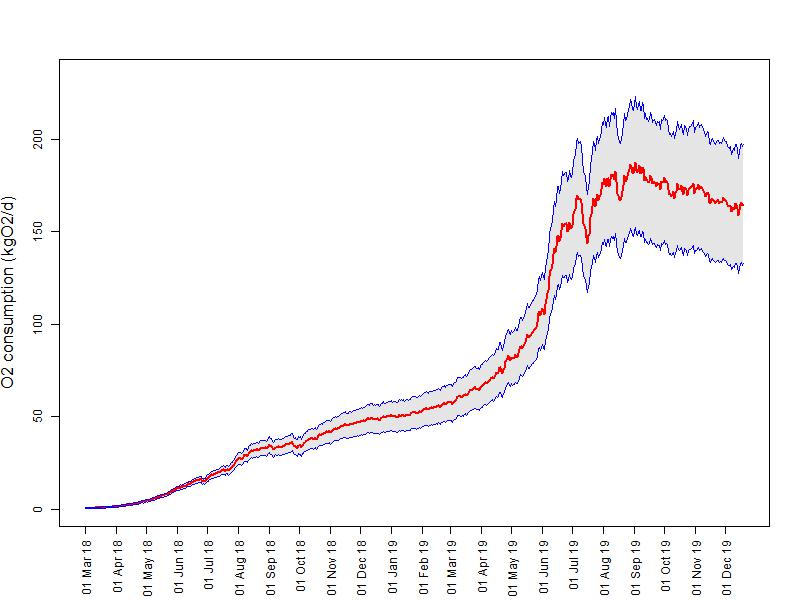 O2 consumption (kgO2/d)
200
150
100
50
0
01 Mar 18
01 Apr 18
01 May 18
01 Jun 18
01 Jul 18
01 Aug 18
01 Sep 18
01 Oct 18
01 Nov 18
01 Dec 18
01 Jan 19
01 Feb 19
01 Mar 19
01 Apr 19
01 May 19
01 Jun 19
01 Jul 19
01 Aug 19
01 Sep 19
01 Oct 19
01 Nov 19
01 Dec 19